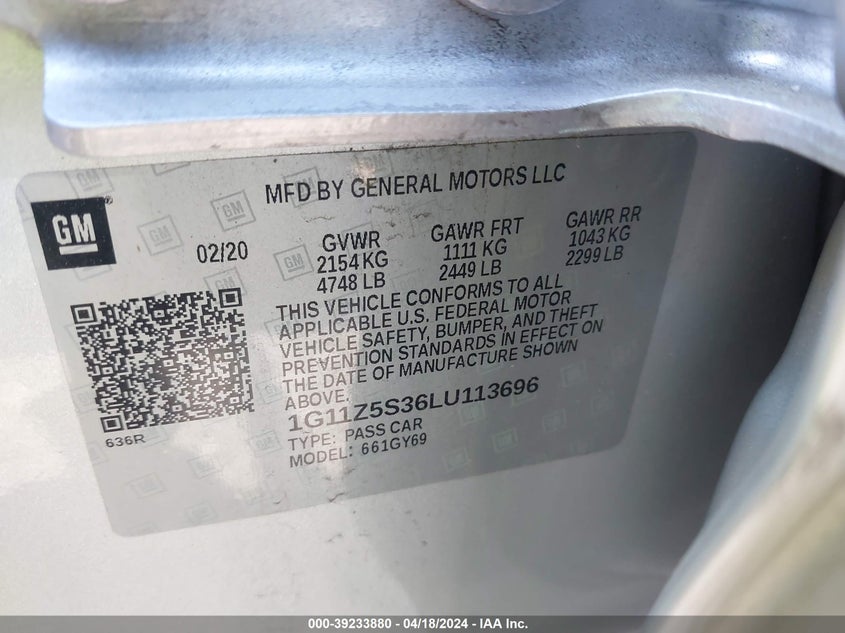 MFD BY GENERAL MOTORS LLC
GM
02/20
GVWR
2154 KG
4748 LB
GAWR FRT
1111 KG
2449 LB
GAWR RR
1043 KG
2299 LB
THIS VEHICLE CONFORMS TO ALL
APPLICABLE U.S. FEDERAL MOTOR
VEHICLE SAFETY, BUMPER, AND THEFT
PREVENTION STANDARDS IN EFFECT ON
THE DATE OF MANUFACTURE SHOWN
ABOVE.
1G11Z5S36LU113696
TYPE: PASS CAR
MODEL: 661GY69
636R
000-39233880 - 04/18/2024 - IAAI.COM